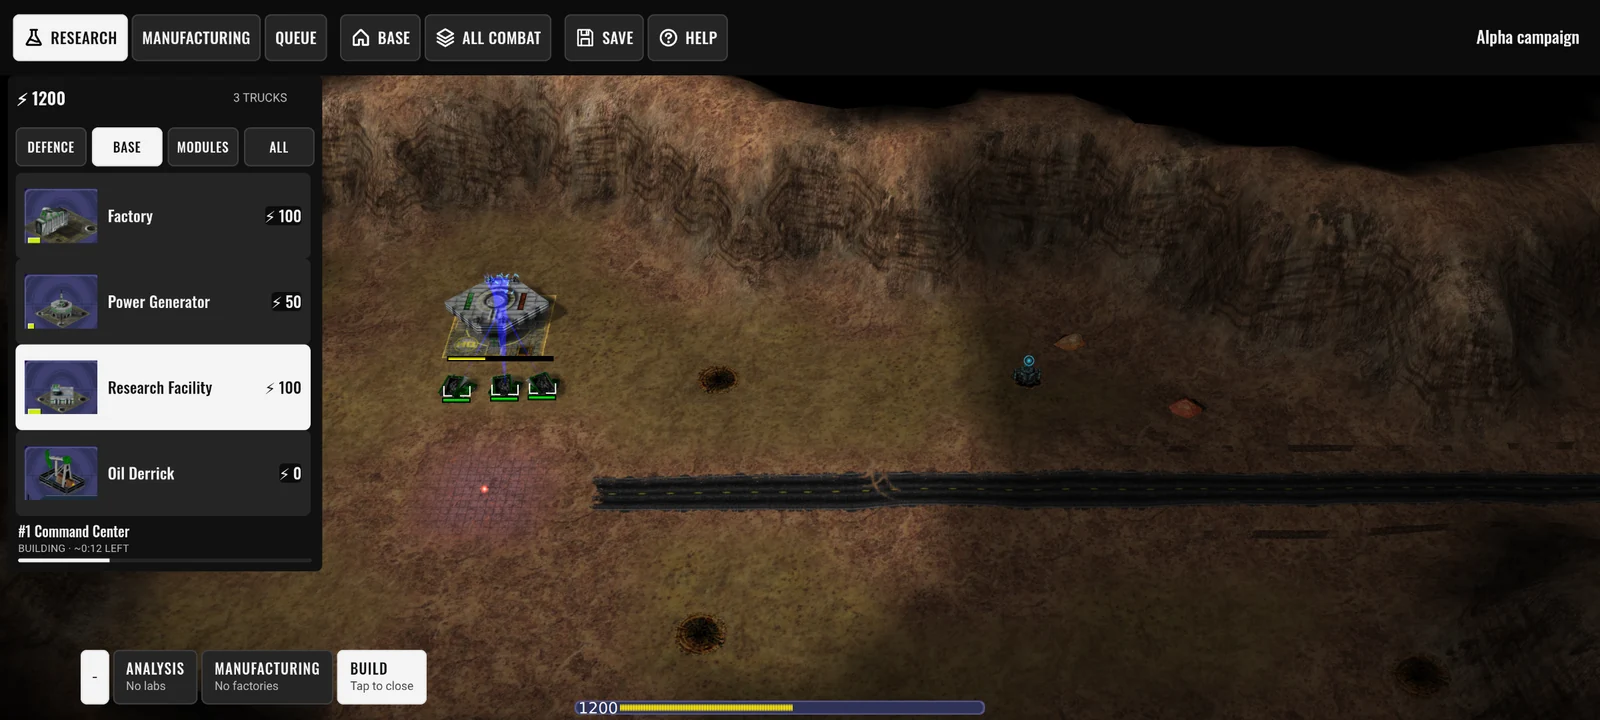 RESEARCH
MANUFACTURING
QUEUE
BASE
ALL COMBAT
SAVE
HELP
Alpha campaign
1200
3 TRUCKS
DEFENCE
BASE
MODULES
ALL
Factory
100
Power Generator
50
Research Facility
100
Oil Derrick
0
#1 Command Center
BUILDING · ~0:12 LEFT
-
ANALYSIS
No labs
MANUFACTURING
No factories
BUILD
Tap to close
1200